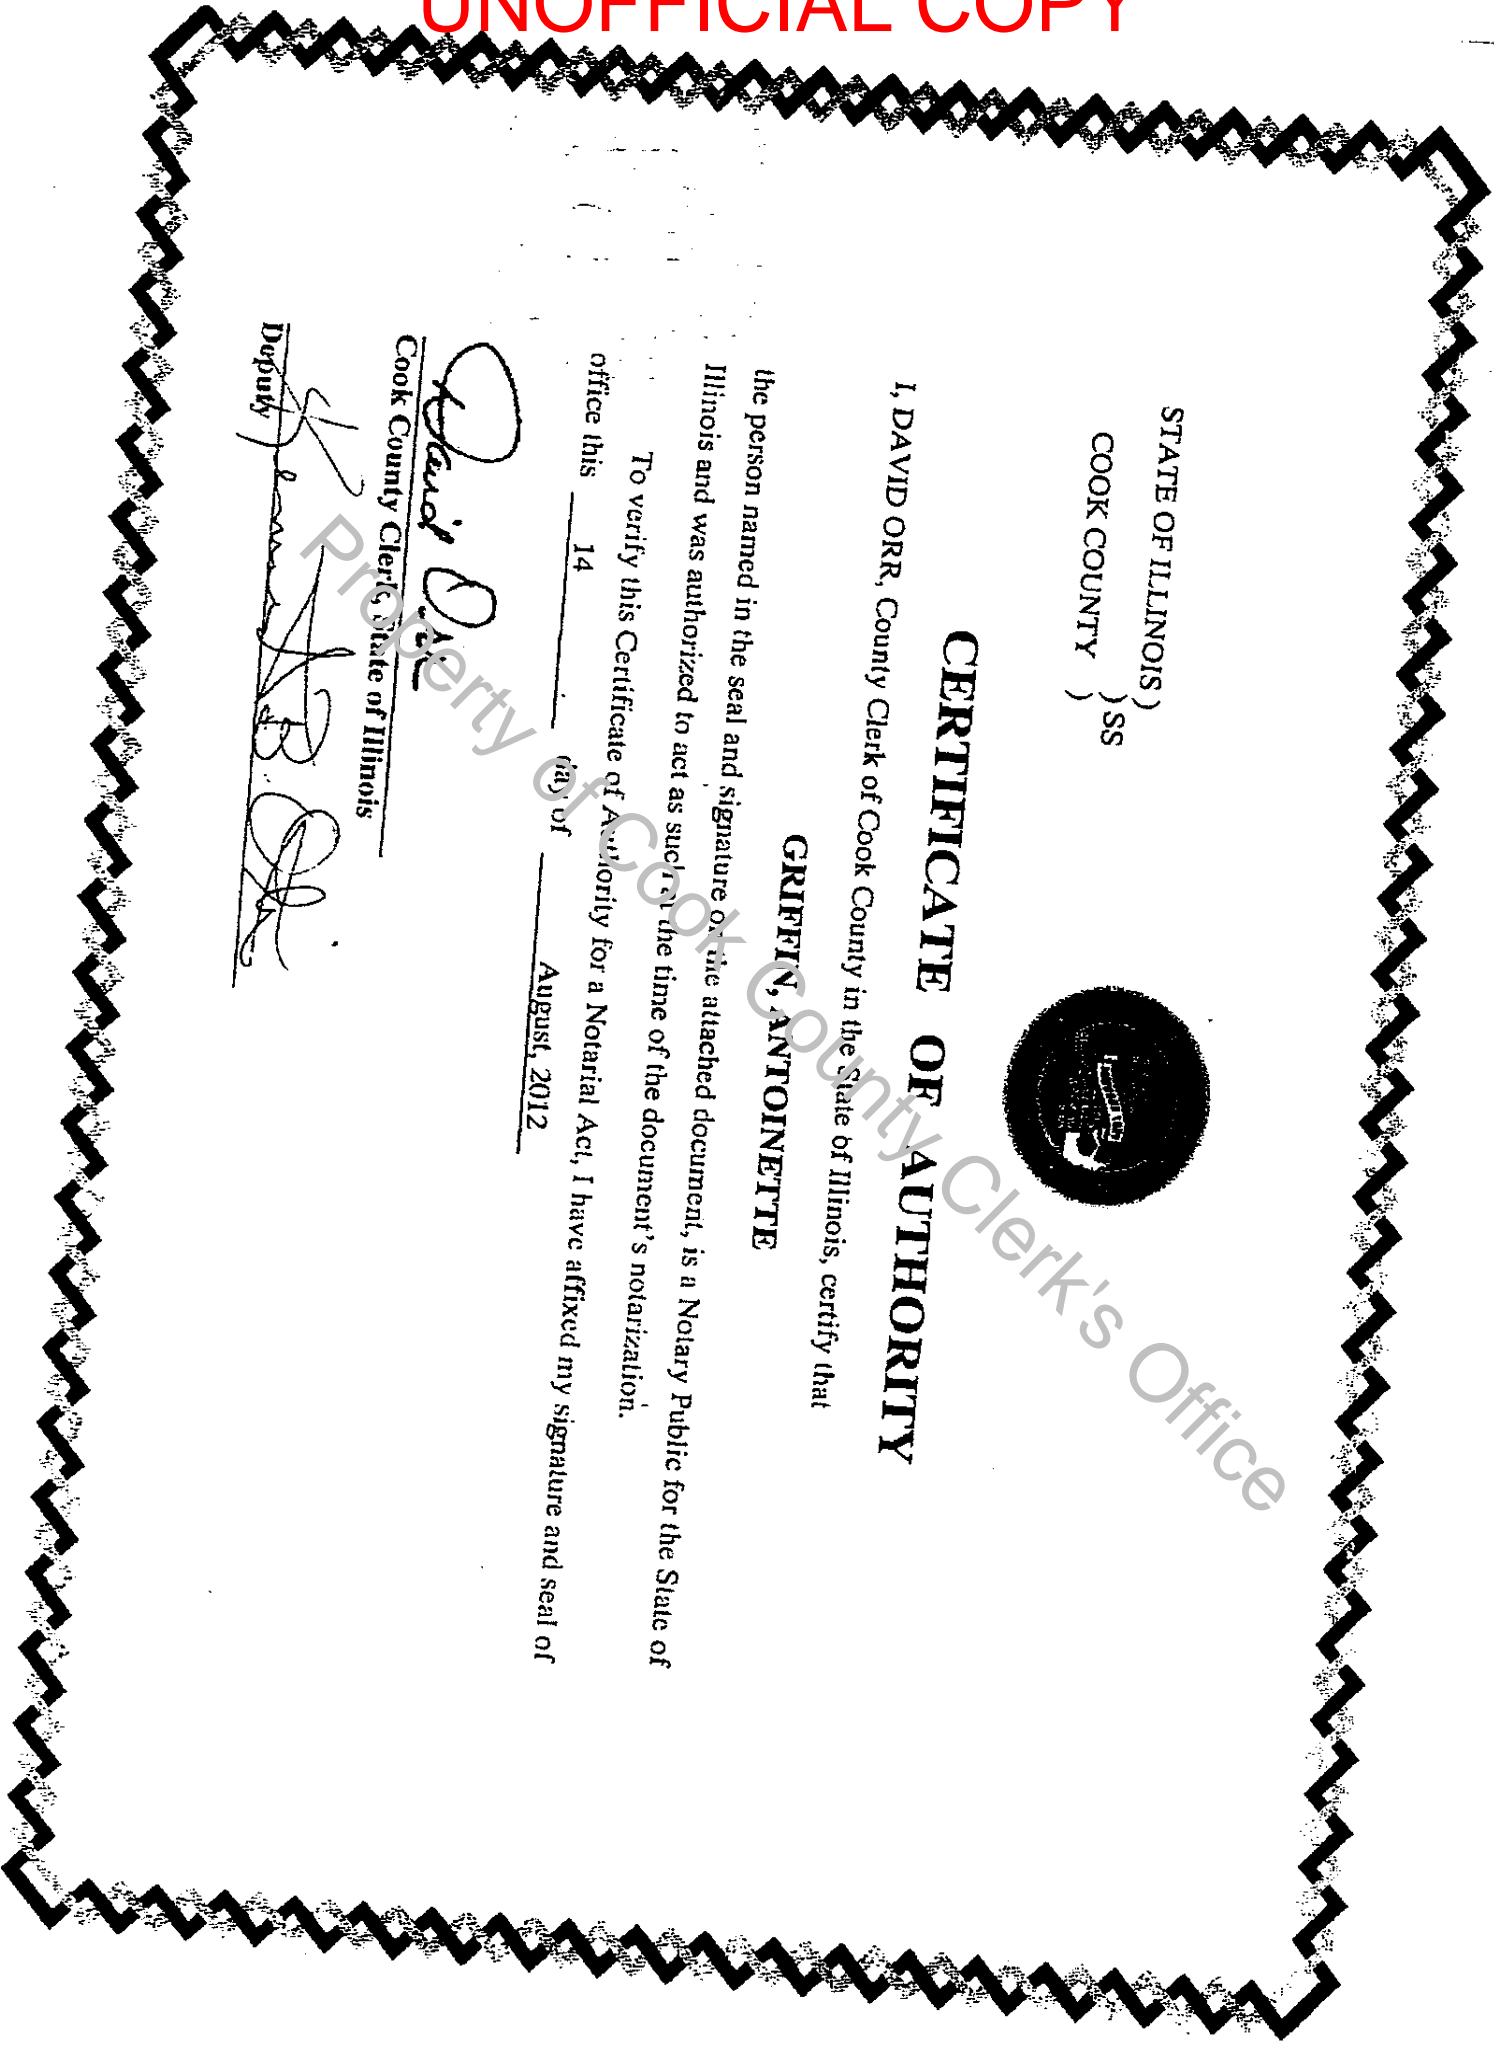 UNOFFICIAL COPY
STATE OF ILLINOIS )
) SS
COOK COUNTY )
CERTIFICATE OF AUTHORITY
I, DAVID ORR, County Clerk of Cook County in the State of Illinois, certify that
GRIFFIN, ANTOINETTE
the person named in the seal and signature on the attached document, is a Notary Public for the State of
Illinois and was authorized to act as such at the time of the document's notarization.
To verify this Certificate of Authority for a Notarial Act, I have affixed my signature and seal of
office this 14 day of August, 2012
David Orr
Cook County Clerk, State of Illinois
Deputy
Property of Cook County Clerk's Office